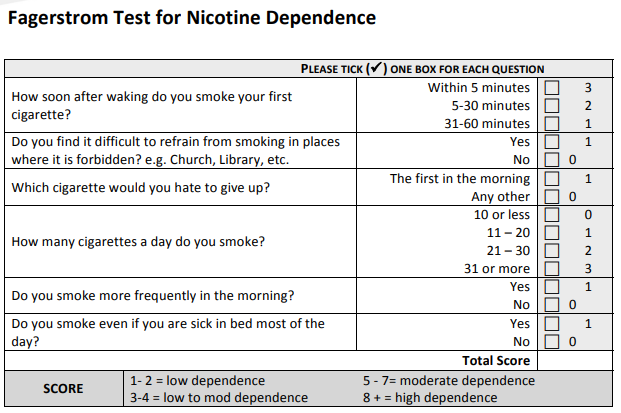 Fagerstrom Test for Nicotine Dependence
PLEASE TICK (✓) ONE BOX FOR EACH QUESTION
How soon after waking do you smoke your first
cigarette?
Within 5 minutes 3
5-30 minutes 2
31-60 minutes 1
Do you find it difficult to refrain from smoking in places
where it is forbidden? e.g. Church, Library, etc.
Yes 1
No 0
Which cigarette would you hate to give up?
The first in the morning 1
Any other 0
How many cigarettes a day do you smoke?
10 or less 0
11 – 20 1
21 – 30 2
31 or more 3
Do you smoke more frequently in the morning?
Yes 1
No 0
Do you smoke even if you are sick in bed most of the
day?
Yes 1
No 0
Total Score
SCORE
1- 2 = low dependence
3-4 = low to mod dependence
5 - 7= moderate dependence
8 + = high dependence